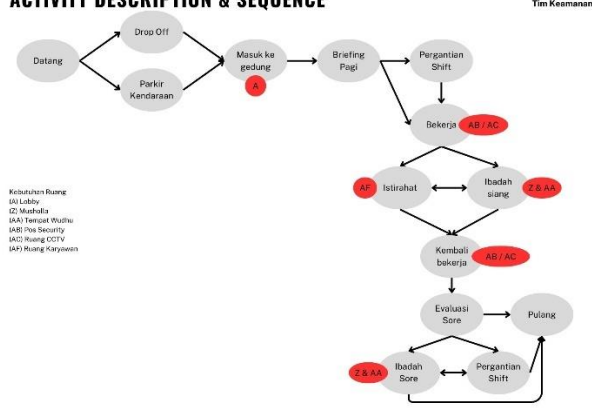 ACTIVITY DESCRIPTION & SEQUENCE
Tim Keamanan
Datang
Drop Off
Parkir
Kendaraan
Masuk ke
gedung
A
Briefing
Pagi
Pergantian
Shift
Bekerja
AB / AC
AF
Istirahat
Ibadah
siang
Z & AA
Kebutuhan Ruang
(A) Lobby
(Z) Musholla
(AA) Tempat Wudhu
(AB) Pos Security
(AC) Ruang CCTV
(AF) Ruang Karyawan
Kembali
bekerja
AB / AC
Evaluasi
Sore
Pulang
Z & AA
Ibadah
Sore
Pergantian
Shift